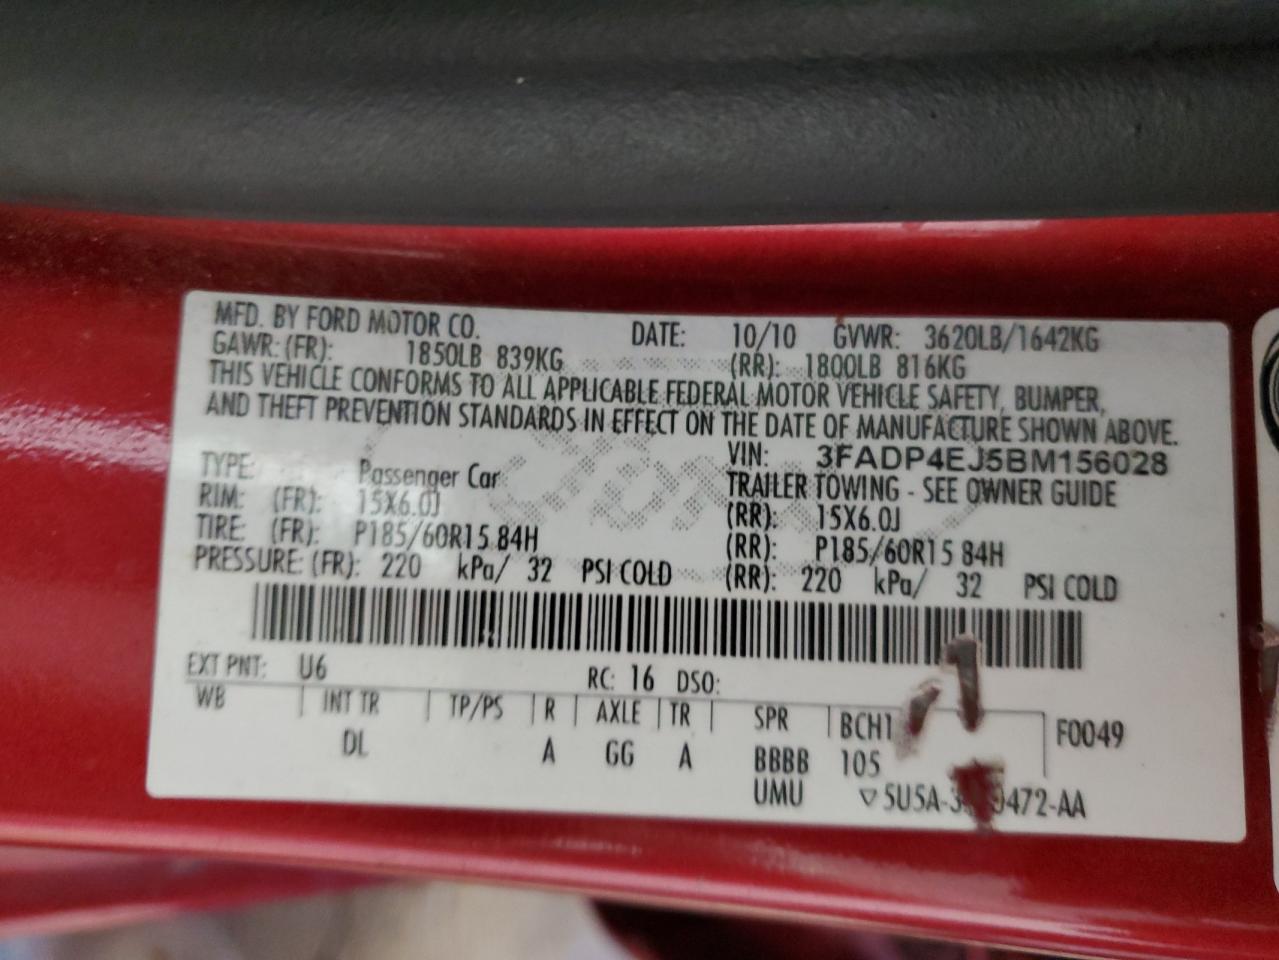 MFD. BY FORD MOTOR CO. DATE: 10/10 GVWR: 3620LB/1642KG
GAWR: (FR): 1850LB 839KG (RR): 1800LB 816KG
THIS VEHICLE CONFORMS TO ALL APPLICABLE FEDERAL MOTOR VEHICLE SAFETY, BUMPER,
AND THEFT PREVENTION STANDARDS IN EFFECT ON THE DATE OF MANUFACTURE SHOWN ABOVE.
VIN: 3FADP4EJ5BM156028
TYPE: Passenger Car TRAILER TOWING - SEE OWNER GUIDE
RIM: (FR): 15X6.0J (RR): 15X6.0J
TIRE: (FR): P185/60R15 84H (RR): P185/60R15 84H
PRESSURE: (FR): 220 kPa/ 32 PSI COLD (RR): 220 kPa/ 32 PSI COLD
EXT PNT: U6 RC: 16 DSO:
WB INT TR TP/PS R AXLE TR SPR BCH1 F0049
DL A GG A BBBB 105
UMU ▽5U5A-